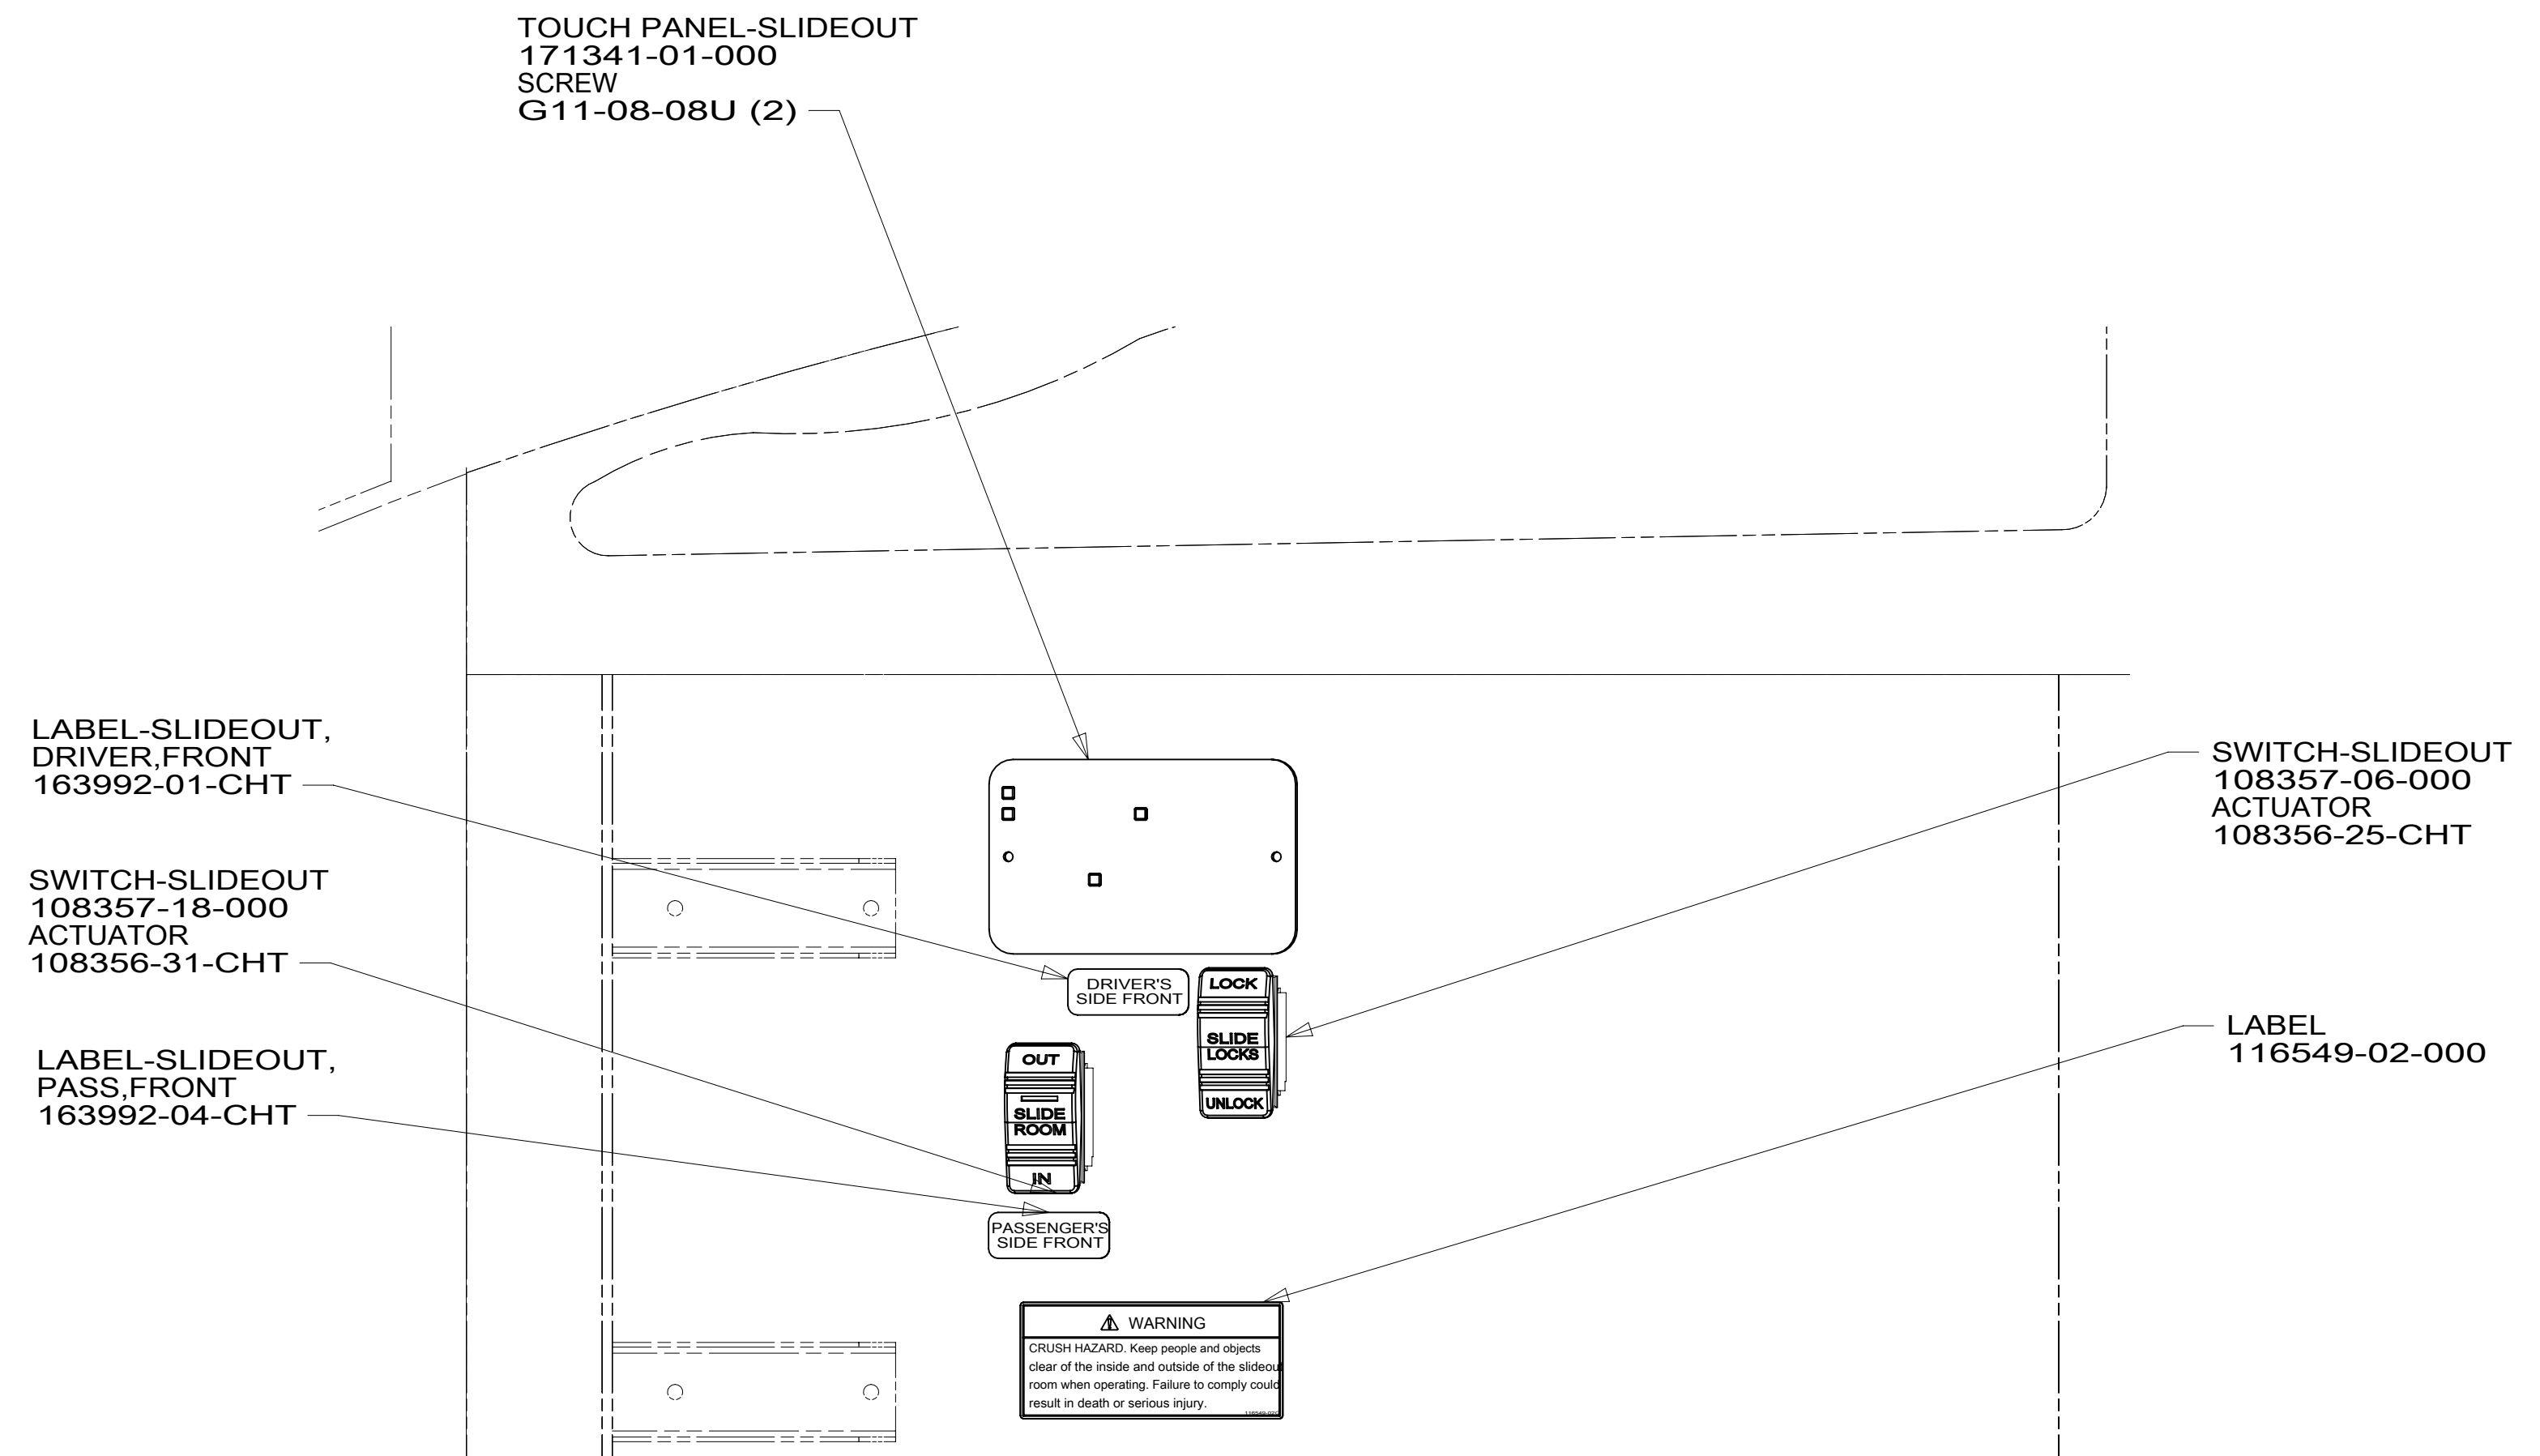 TOUCH PANEL-SLIDEOUT
171341-01-000
SCREW
G11-08-08U (2)
LABEL-SLIDEOUT,
DRIVER,FRONT
163992-01-CHT
SWITCH-SLIDEOUT
108357-18-000
ACTUATOR
108356-31-CHT
LABEL-SLIDEOUT,
PASS,FRONT
163992-04-CHT
DRIVER'S
SIDE FRONT
LOCK
SLIDE
LOCKS
UNLOCK
OUT
SLIDE
ROOM
IN
PASSENGER'S
SIDE FRONT
WARNING
CRUSH HAZARD. Keep people and objects
clear of the inside and outside of the slideout
room when operating. Failure to comply could
result in death or serious injury.
SWITCH-SLIDEOUT
108357-06-000
ACTUATOR
108356-25-CHT
LABEL
116549-02-000